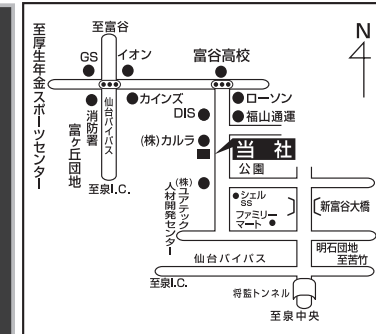 至富谷
至厚生年金スポーツセンター
GS
イオン
富谷高校
N
4
消防署
富ヶ丘団地
仙台バイパス
カインズ
DIS
ローソン
福山通運
(株)カルラ
当 社
公園
至泉I.C.
(株)ユアテック
人材開発センター
シェル
SS
ファミリー
マート
新富谷大橋
明石団地
至苦竹
仙台バイパス
至泉I.C.
将監トンネル
至泉中央